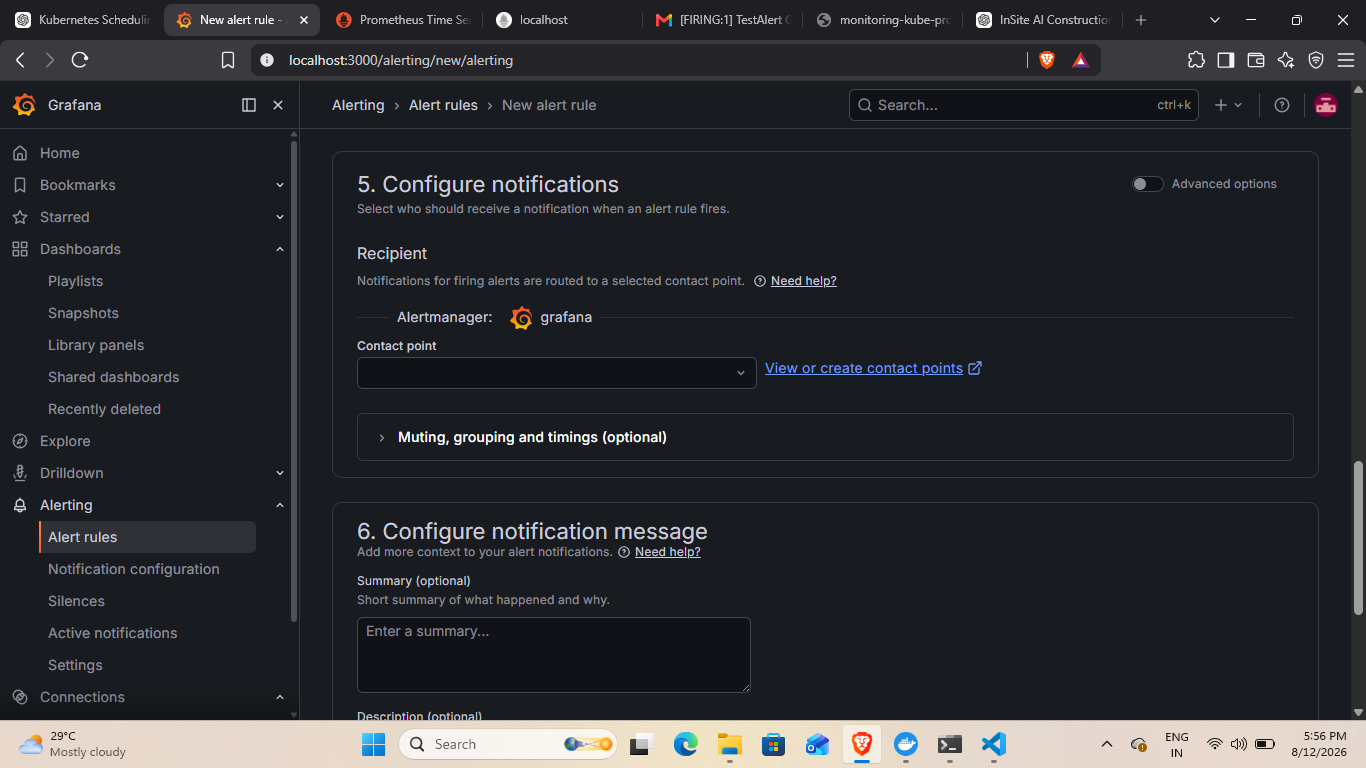 Kubernetes Schedulin
New alert rule -
Prometheus Time Se
localhost
[FIRING:1] TestAlert
monitoring-kube-pro
InSite AI Constructio
localhost:3000/alerting/new/alerting
Grafana
Alerting › Alert rules › New alert rule
Search...
ctrl+k
Home
Bookmarks
Starred
Dashboards
Playlists
Snapshots
Library panels
Shared dashboards
Recently deleted
Explore
Drilldown
Alerting
Alert rules
Notification configuration
Silences
Active notifications
Settings
Connections
5. Configure notifications
Advanced options
Select who should receive a notification when an alert rule fires.
Recipient
Notifications for firing alerts are routed to a selected contact point.
Need help?
Alertmanager:
grafana
Contact point
View or create contact points
Muting, grouping and timings (optional)
6. Configure notification message
Add more context to your alert notifications.
Need help?
Summary (optional)
Short summary of what happened and why.
Enter a summary...
Description (optional)
29°C
Mostly cloudy
Search
ENG
IN
5:56 PM
8/12/2026